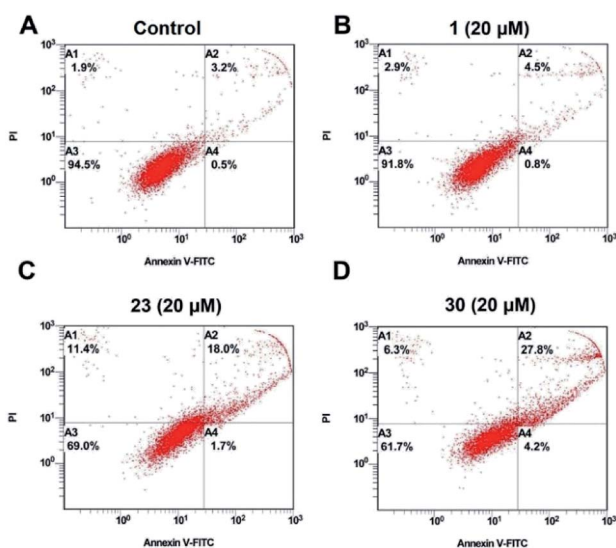 A
Control
10³
A1
1.9%
A2
3.2%
10²
PI
10¹
A3
94.5%
A4
0.5%
10⁰
10⁰ 10¹ 10² 10³
Annexin V-FITC
B
1 (20 µM)
10³
A1
2.9%
A2
4.5%
10²
PI
10¹
A3
91.8%
A4
0.8%
10⁰
10⁰ 10¹ 10² 10³
Annexin V-FITC
C
23 (20 µM)
10³
A1
11.4%
A2
18.0%
10²
PI
10¹
A3
69.0%
A4
1.7%
10⁰
10⁰ 10¹ 10² 10³
Annexin V-FITC
D
30 (20 µM)
10³
A1
6.3%
A2
27.8%
10²
PI
10¹
A3
61.7%
A4
4.2%
10⁰
10⁰ 10¹ 10² 10³
Annexin V-FITC